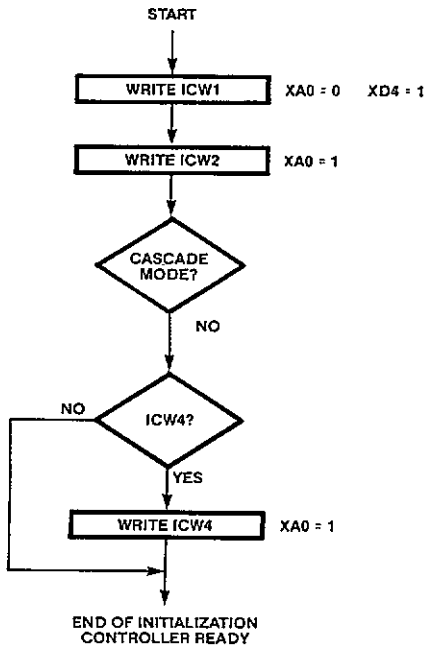 START
WRITE ICW1 XA0 = 0 XD4 = 1
WRITE ICW2 XA0 = 1
CASCADE
MODE?
NO
NO
ICW4?
YES
WRITE ICW4 XA0 = 1
END OF INITIALIZATION
CONTROLLER READY